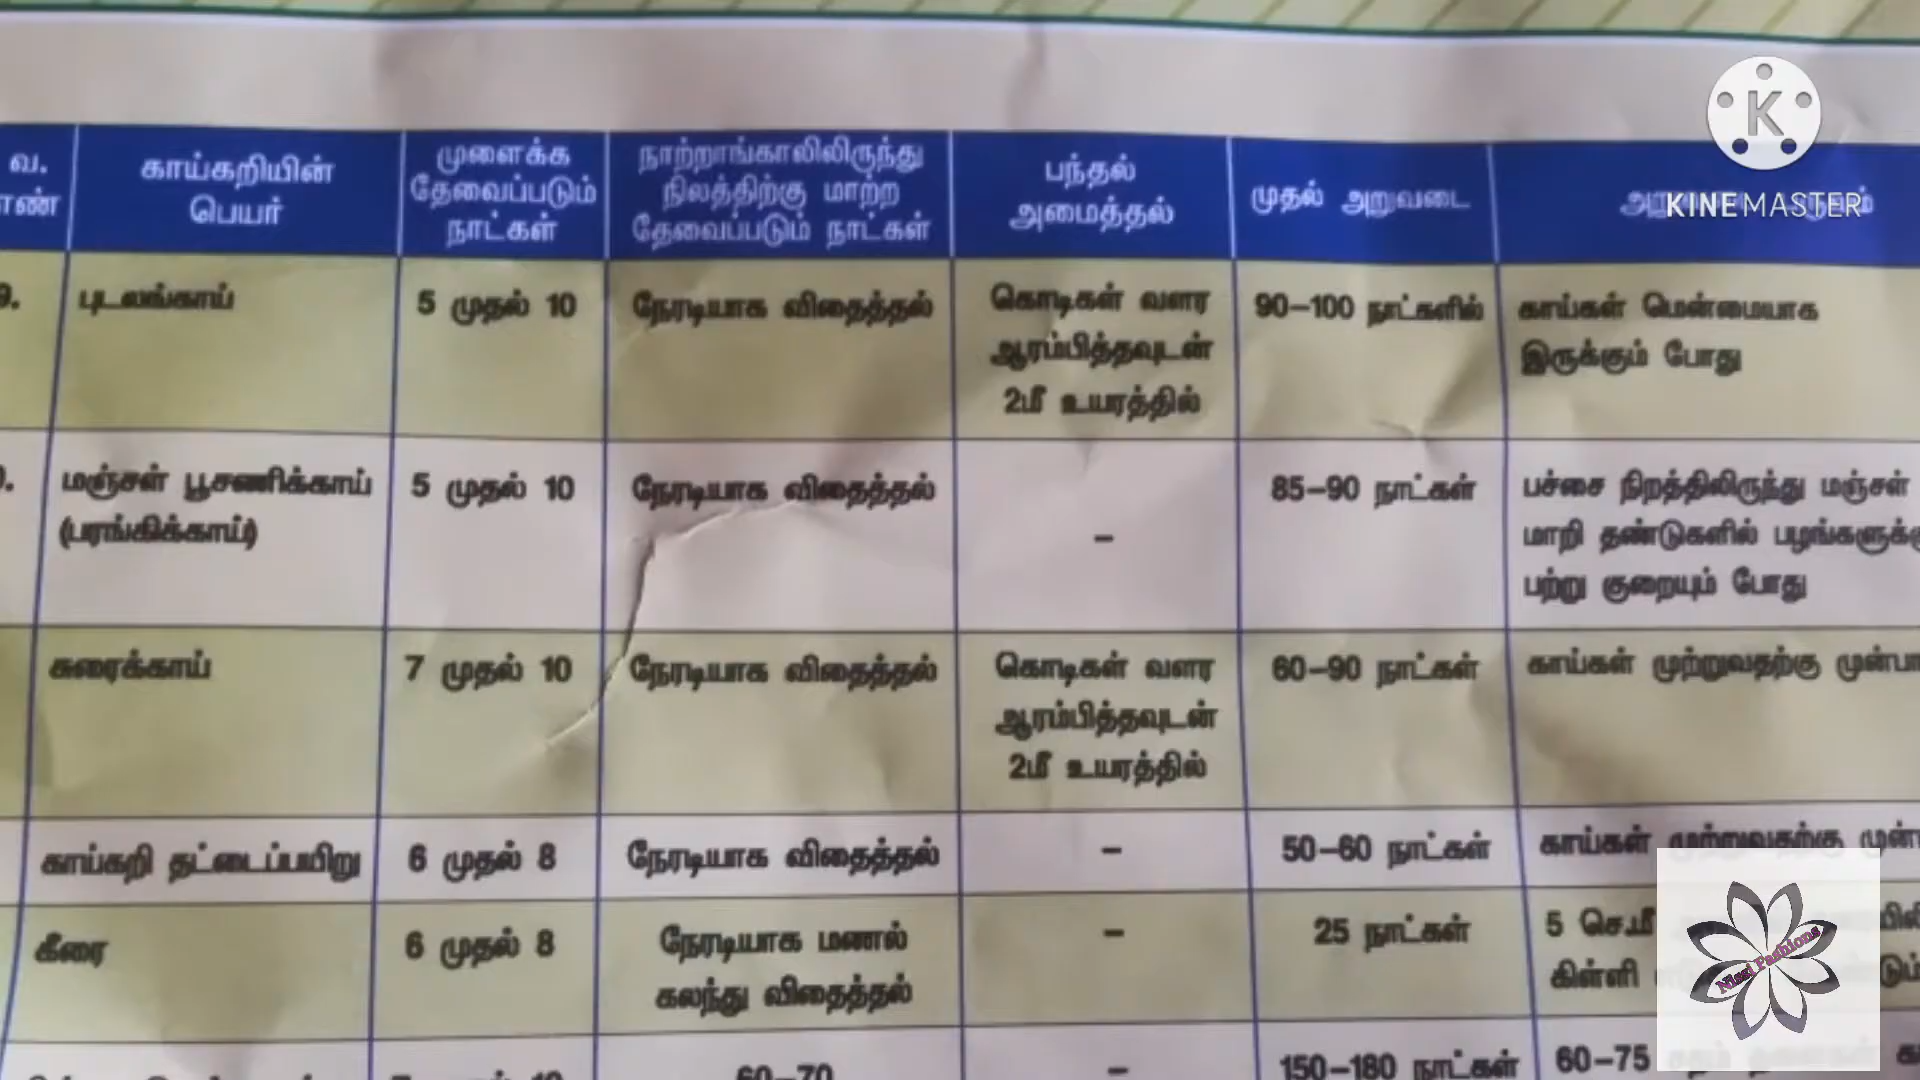 வ.
எண்
காய்கறியின்
பெயர்
முளைக்க
தேவைப்படும்
நாட்கள்
நாற்றாங்காலிலிருந்து
நிலத்திற்கு மாற்ற
தேவைப்படும் நாட்கள்
பந்தல்
அமைத்தல்
முதல் அறுவடை
KINEMASTER
9.
புடலங்காய்
5 முதல் 10
நேரடியாக விதைத்தல்
கொடிகள் வளர
ஆரம்பித்தவுடன்
2மீ உயரத்தில்
90–100 நாட்களில்
காய்கள் மென்மையாக
இருக்கும் போது
மஞ்சள் பூசணிக்காய்
(பரங்கிக்காய்)
5 முதல் 10
நேரடியாக விதைத்தல்
–
85–90 நாட்கள்
பச்சை நிறத்திலிருந்து மஞ்சள்
மாறி தண்டுகளில்
பற்று குறையும் போது
சுரைக்காய்
7 முதல் 10
நேரடியாக விதைத்தல்
கொடிகள் வளர
ஆரம்பித்தவுடன்
2மீ உயரத்தில்
60–90 நாட்கள்
காய்கள் முற்றுவதற்கு
காய்கறி தட்டைப்பயிறு
6 முதல் 8
நேரடியாக விதைத்தல்
–
50–60 நாட்கள்
காய்கள் முற்றுவதற்கு
கீரை
6 முதல் 8
நேரடியாக மணல்
கலந்து விதைத்தல்
–
25 நாட்கள்
5 செ.மீ
கிள்ளி
Nissi Fashions
60–70
–
150–180 நாட்கள்
60–75